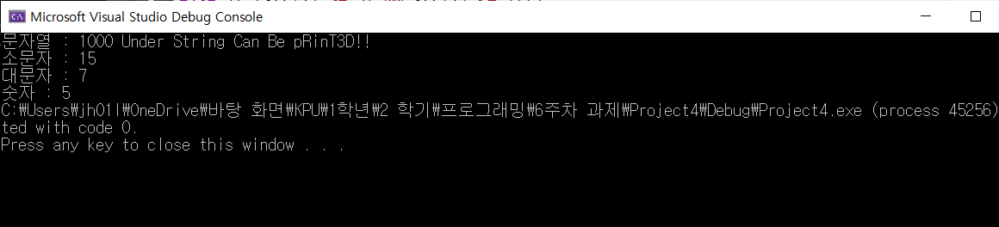 Microsoft Visual Studio Debug Console
문자열 : 1000 Under String Can Be pRinT3D!!
소문자 : 15
대문자 : 7
숫자 : 5
C:₩Users₩jh01l₩OneDrive₩바탕 화면₩KPU₩1학년₩2 학기₩프로그래밍₩6주차 과제₩Project4₩Debug₩Project4.exe (process 45256)
ted with code 0.
Press any key to close this window . . .